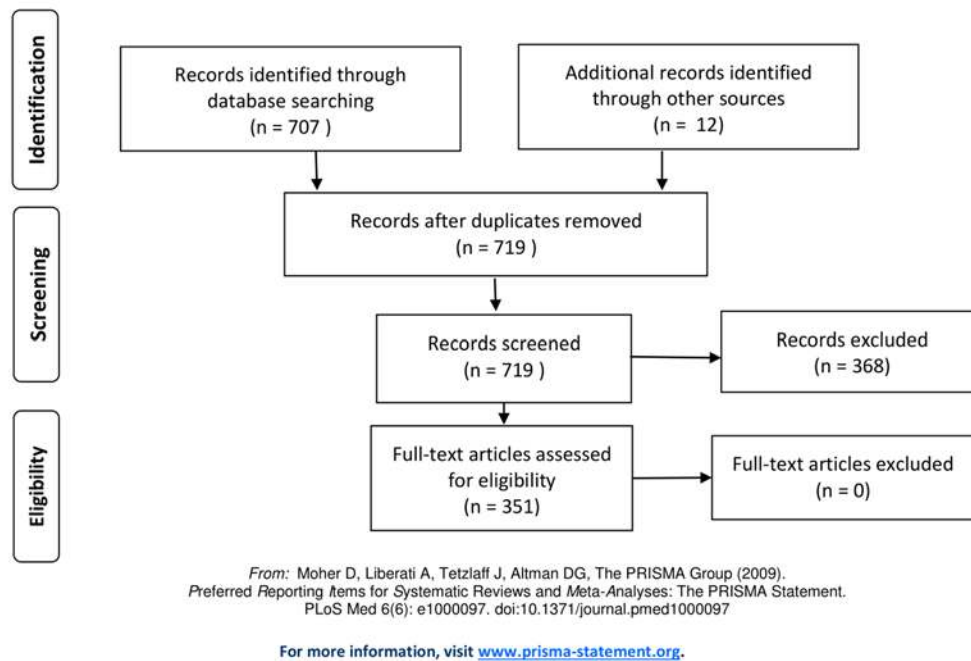 Identification
Records identified through
database searching
(n = 707 )
Additional records identified
through other sources
(n =  12)
Screening
Records after duplicates removed
(n = 719 )
Records screened
(n = 719 )
Records excluded
(n = 368)
Eligibility
Full-text articles assessed
for eligibility
(n = 351)
Full-text articles excluded
(n = 0)
From: Moher D, Liberati A, Tetzlaff J, Altman DG, The PRISMA Group (2009).
Preferred Reporting Items for Systematic Reviews and Meta-Analyses: The PRISMA Statement.
PLoS Med 6(6): e1000097. doi:10.1371/journal.pmed1000097
For more information, visit www.prisma-statement.org.